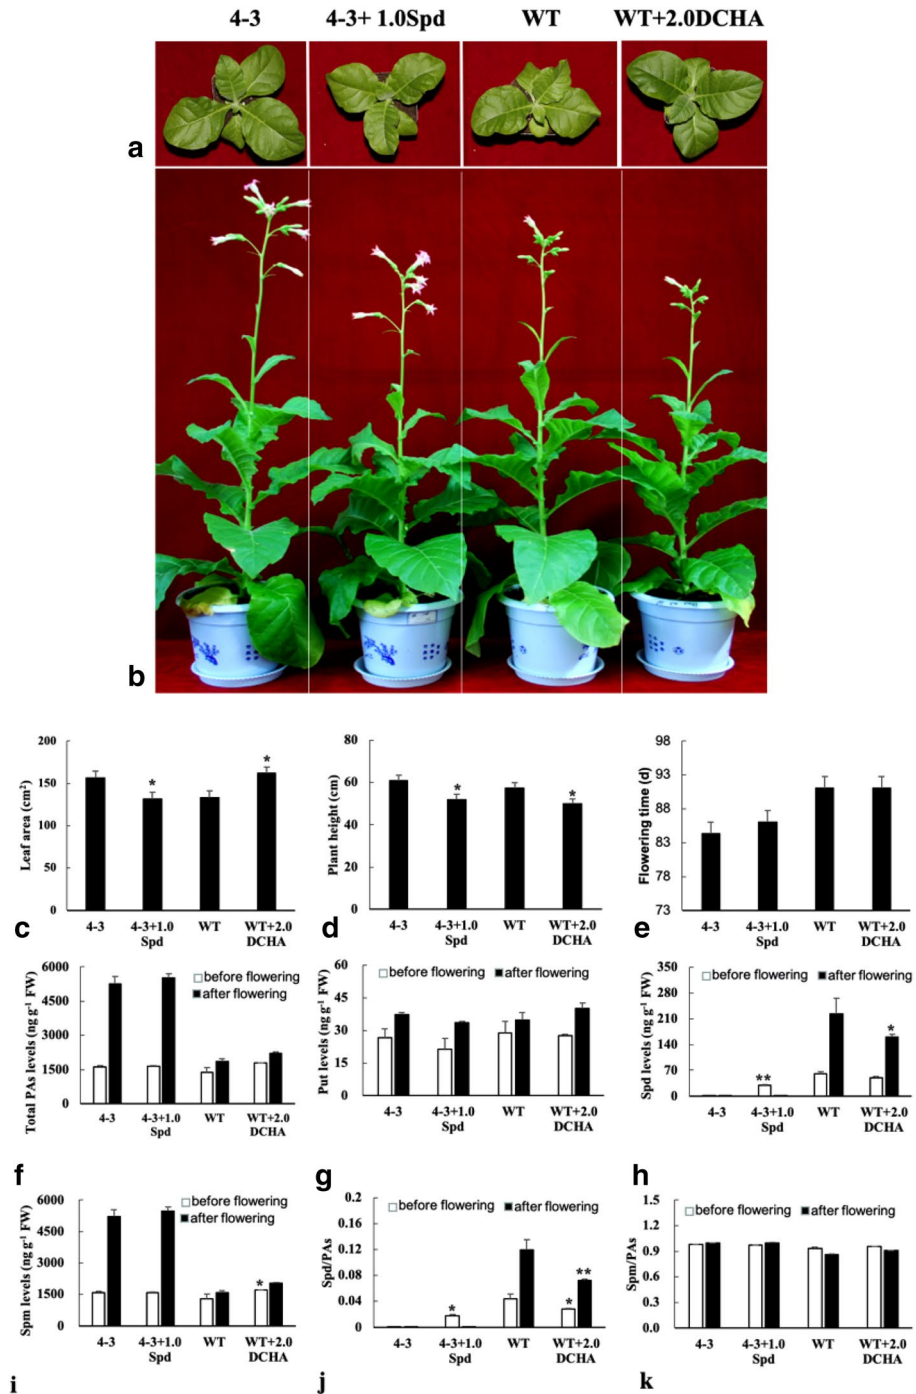 4-3 4-3+ 1.0Spd WT WT+2.0DCHA
a
b
200
150
100
50
0
Leaf area (cm²)
*
*
4-3 4-3+1.0 WT WT+2.0
Spd DCHA
c
80
60
40
20
0
Plant height (cm)
*
*
4-3 4-3+1.0 WT WT+2.0
Spd DCHA
d
98
93
88
83
78
73
Flowering time (d)
4-3 4-3+1.0 WT WT+2.0
Spd DCHA
e
6000
4500
3000
1500
0
Total PAs levels (ng g⁻¹ FW)
before flowering
after flowering
4-3 4-3+1.0 WT WT+2.0
Spd DCHA
f
60
45
30
15
0
Put levels (ng g⁻¹ FW)
before flowering after flowering
4-3 4-3+1.0 WT WT+2.0
Spd DCHA
g
350
280
210
140
70
0
Spd levels (ng g⁻¹ FW)
before flowering after flowering
**
*
4-3 4-3+1.0 WT WT+2.0
Spd DCHA
h
6000
4500
3000
1500
0
Spm levels (ng g⁻¹ FW)
before flowering
after flowering
*
4-3 4-3+1.0 WT WT+2.0
Spd DCHA
i
0.2
0.16
0.12
0.08
0.04
0
Spd/PAs
before flowering after flowering
*
*
**
4-3 4-3+1.0 WT WT+2.0
Spd DCHA
j
1.5
1.2
0.9
0.6
0.3
0.0
Spm/PAs
before flowering after flowering
4-3 4-3+1.0 WT WT+2.0
Spd DCHA
k